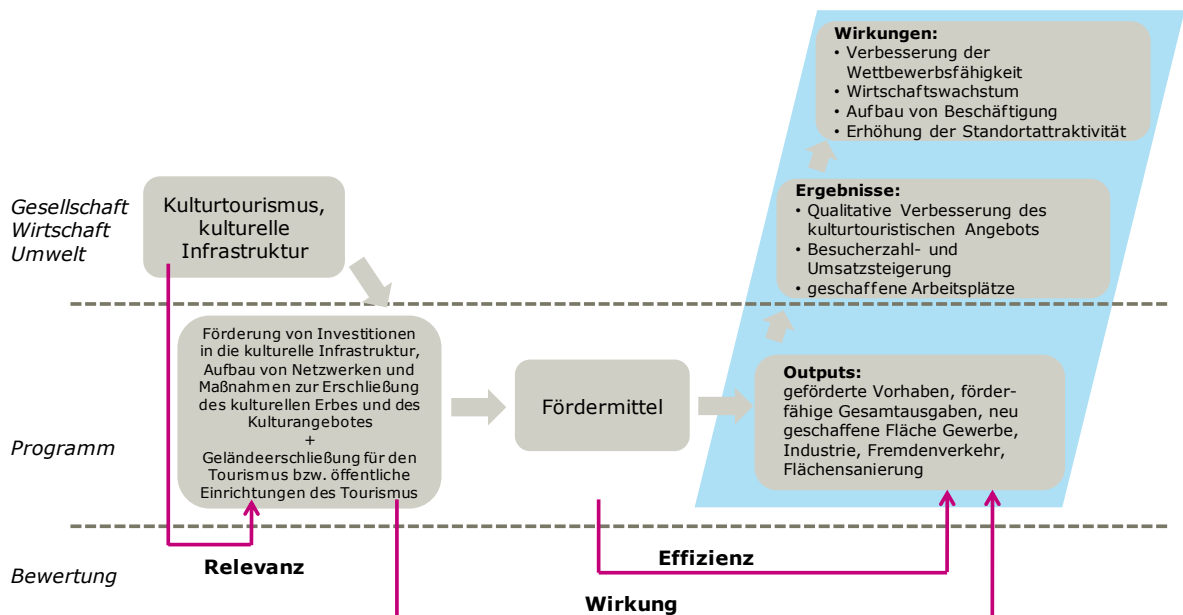 Wirkungen:
• Verbesserung der
Wettbewerbsfähigkeit
• Wirtschaftswachstum
• Aufbau von Beschäftigung
• Erhöhung der Standortattraktivität
Gesellschaft
Wirtschaft
Umwelt
Kulturtourismus,
kulturelle
Infrastruktur
Ergebnisse:
• Qualitative Verbesserung des
kulturtouristischen Angebots
• Besucherzahl- und
Umsatzsteigerung
• geschaffene Arbeitsplätze
Programm
Förderung von Investitionen
in die kulturelle Infrastruktur,
Aufbau von Netzwerken und
Maßnahmen zur Erschließung
des kulturellen Erbes und des
Kulturangebotes
+
Geländeerschließung für den
Tourismus bzw. öffentliche
Einrichtungen des Tourismus
Fördermittel
Outputs:
geförderte Vorhaben, förder-
fähige Gesamtausgaben, neu
geschaffene Fläche Gewerbe,
Industrie, Fremdenverkehr,
Flächensanierung
Bewertung
Relevanz
Effizienz
Wirkung